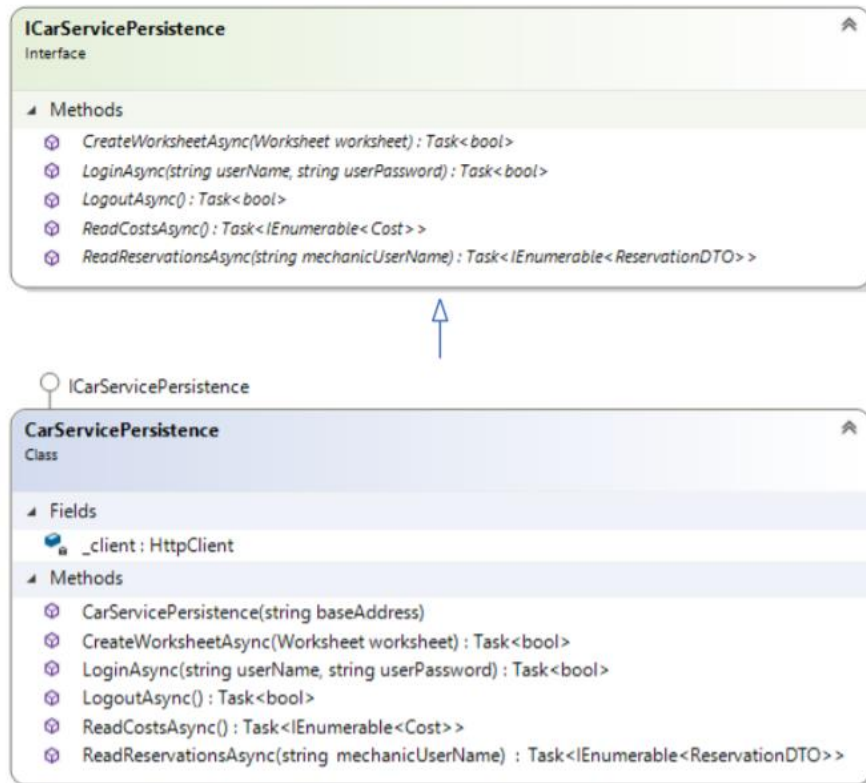 ICarServicePersistence
Interface
Methods
CreateWorksheetAsync(Worksheet worksheet) : Task<bool>
LoginAsync(string userName, string userPassword) : Task<bool>
LogoutAsync() : Task<bool>
ReadCostsAsync() : Task<IEnumerable<Cost>>
ReadReservationsAsync(string mechanicUserName) : Task<IEnumerable<ReservationDTO>>
ICarServicePersistence
CarServicePersistence
Class
Fields
_client : HttpClient
Methods
CarServicePersistence(string baseAddress)
CreateWorksheetAsync(Worksheet worksheet) : Task<bool>
LoginAsync(string userName, string userPassword) : Task<bool>
LogoutAsync() : Task<bool>
ReadCostsAsync() : Task<IEnumerable<Cost>>
ReadReservationsAsync(string mechanicUserName) : Task<IEnumerable<ReservationDTO>>